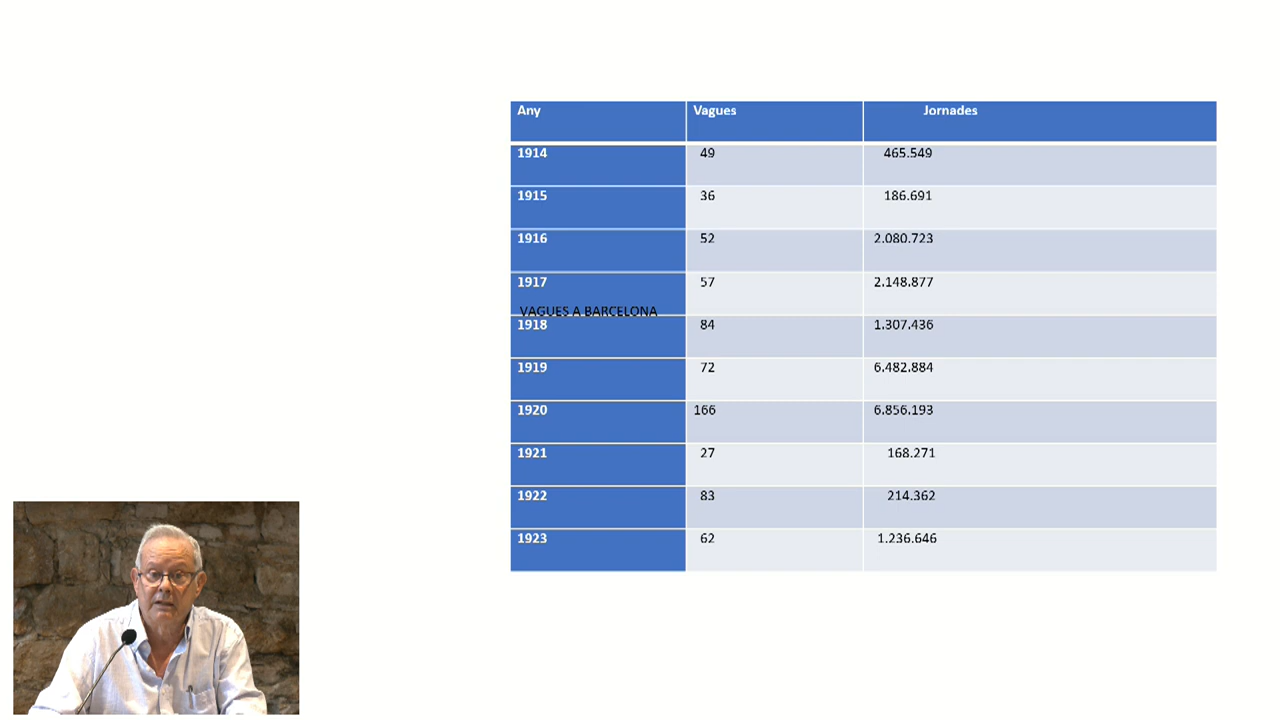 Any Vagues Jornades
1914 49 465.549
1915 36 186.691
1916 52 2.080.723
1917 57 2.148.877
VAGUES A BARCELONA
1918 84 1.307.436
1919 72 6.482.884
1920 166 6.856.193
1921 27 168.271
1922 83 214.362
1923 62 1.236.646